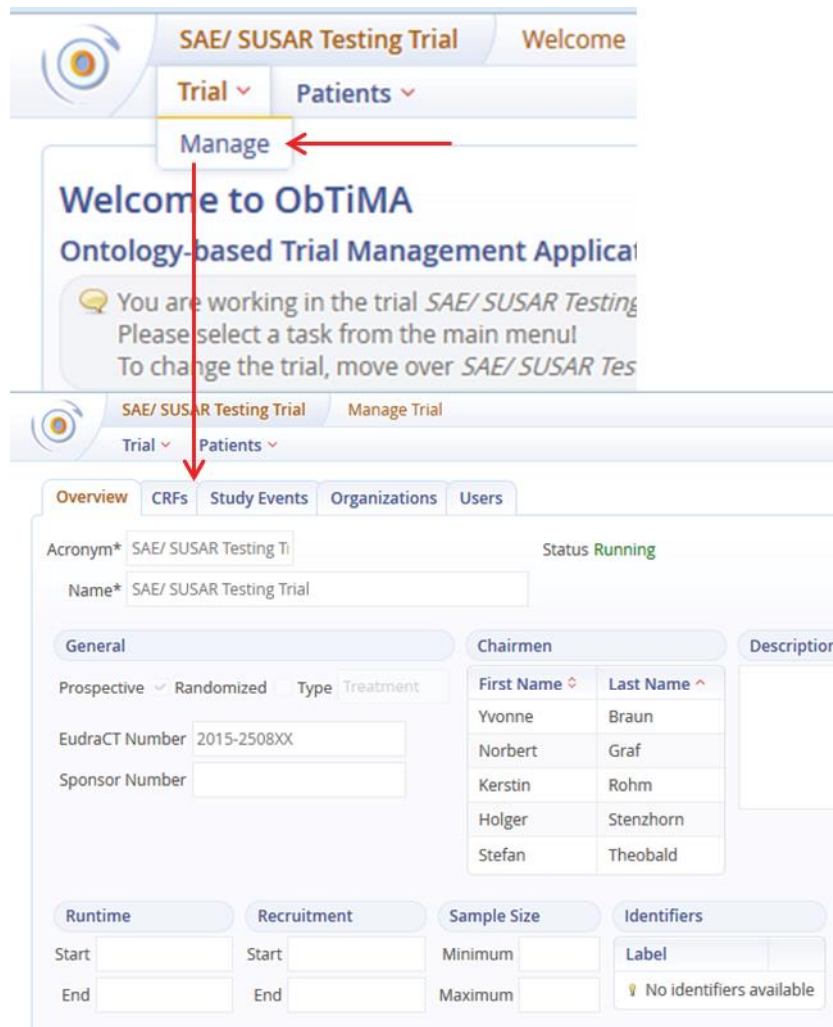 SAE/ SUSAR Testing Trial Welcome
Trial Patients
Manage
Welcome to ObTiMA
Ontology-based Trial Management Applica
You are working in the trial SAE/ SUSAR Testing
Please select a task from the main menu!
To change the trial, move over SAE/ SUSAR Tes
SAE/ SUSAR Testing Trial Manage Trial
Trial Patients
Overview CRFs Study Events Organizations Users
Acronym* SAE/ SUSAR Testing Tr Status Running
Name* SAE/ SUSAR Testing Trial
General Chairmen Description
Prospective Randomized Type Treatment First Name Last Name
Yvonne Braun
EudraCT Number 2015-2508XX
Norbert Graf
Sponsor Number
Kerstin Rohm
Holger Stenzhorn
Stefan Theobald
Runtime Recruitment Sample Size Identifiers
Start Start Minimum Label
End End Maximum No identifiers available